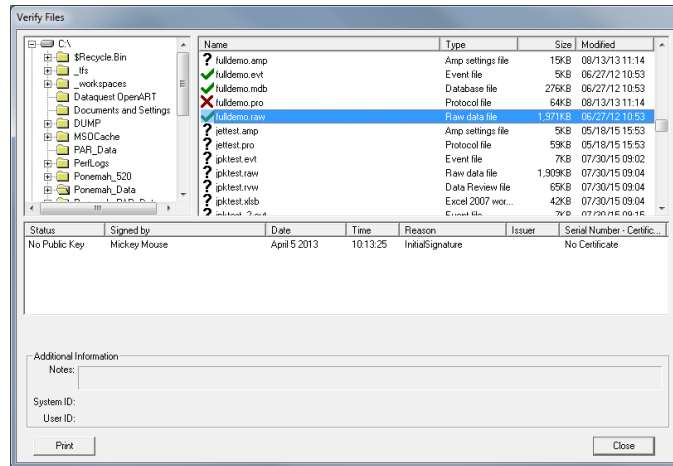 Verify Files
C:\
$Recycle.Bin
_tfs
_workspaces
Dataquest OpenART
Documents and Settings
DUMP
MSOCache
PAR_Data
PerfLogs
Ponemah_520
Ponemah_Data
Name Type Size Modified
? fulldemo.amp Amp settings file 15KB 08/13/13 11:14
fulldemo.evt Event file 5KB 06/27/12 10:53
fulldemo.mdb Database file 276KB 06/27/12 10:53
fulldemo.pro Protocol file 64KB 08/13/13 11:14
fulldemo.raw Raw data file 1,971KB 06/27/12 10:53
? jettest.amp Amp settings file 5KB 05/18/15 15:53
? jettest.pro Protocol file 59KB 05/18/15 15:53
? jpktest.evt Event file 7KB 07/30/15 09:02
? jpktest.raw Raw data file 1,909KB 07/30/15 09:04
? jpktest.rvw Data Review file 65KB 07/30/15 09:04
? jpktest.xlsb Excel 2007 wor... 42KB 07/30/15 09:04
Status Signed by Date Time Reason Issuer Serial Number - Certific...
No Public Key Mickey Mouse April 5 2013 10:13:25 InitialSignature No Certificate
Additional Information
Notes:
System ID:
User ID:
Print Close